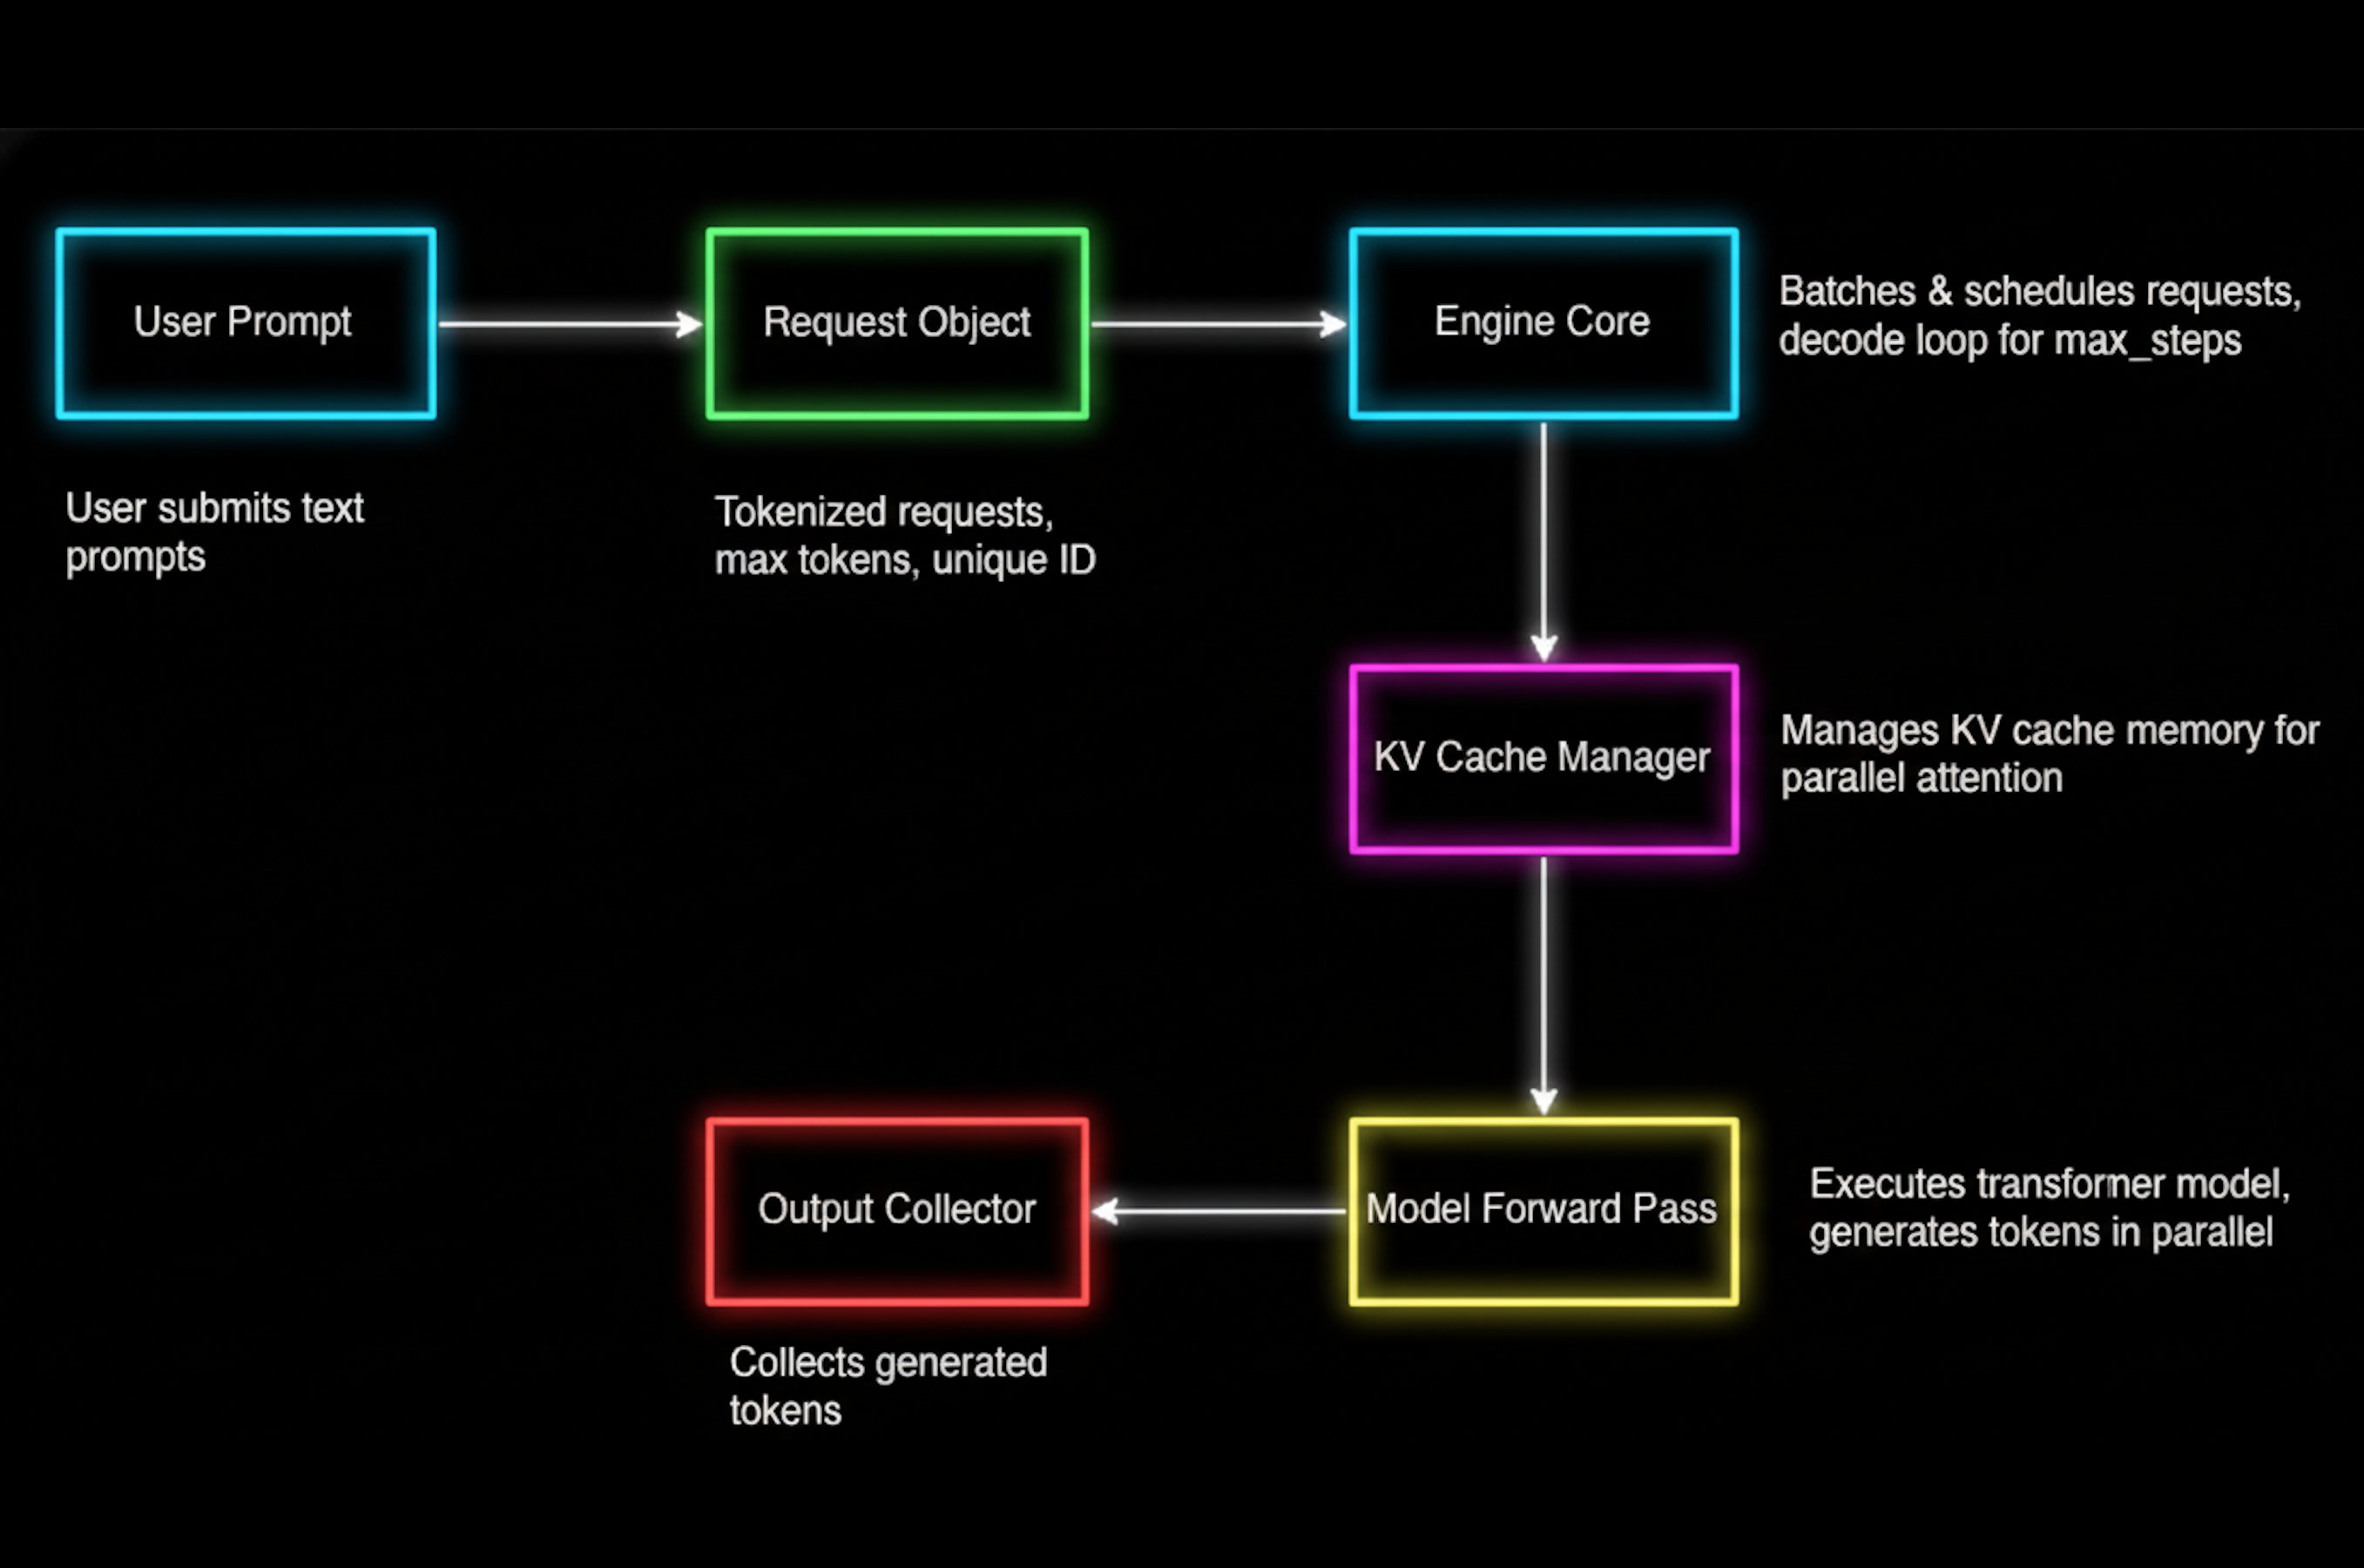 User Prompt
User submits text
prompts
Request Object
Tokenized requests,
max tokens, unique ID
Engine Core
Batches & schedules requests,
decode loop for max_steps
KV Cache Manager
Manages KV cache memory for
parallel attention
Model Forward Pass
Executes transformer model,
generates tokens in parallel
Output Collector
Collects generated
tokens